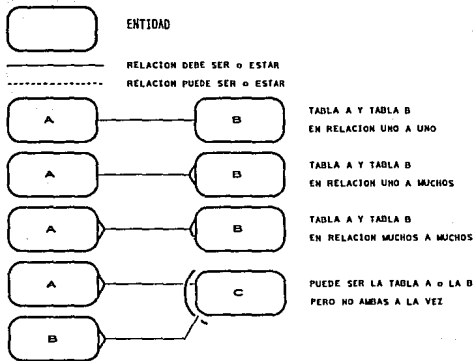 ENTIDAD
RELACION DEBE SER o ESTAR
RELACION PUEDE SER o ESTAR
A B TABLA A Y TABLA B
EN RELACION UNO A UNO
A B TABLA A Y TABLA B
EN RELACION UNO A MUCHOS
A B TABLA A Y TABLA B
EN RELACION MUCHOS A MUCHOS
A C PUEDE SER LA TABLA A o LA B
PERO NO AMBAS A LA VEZ
B